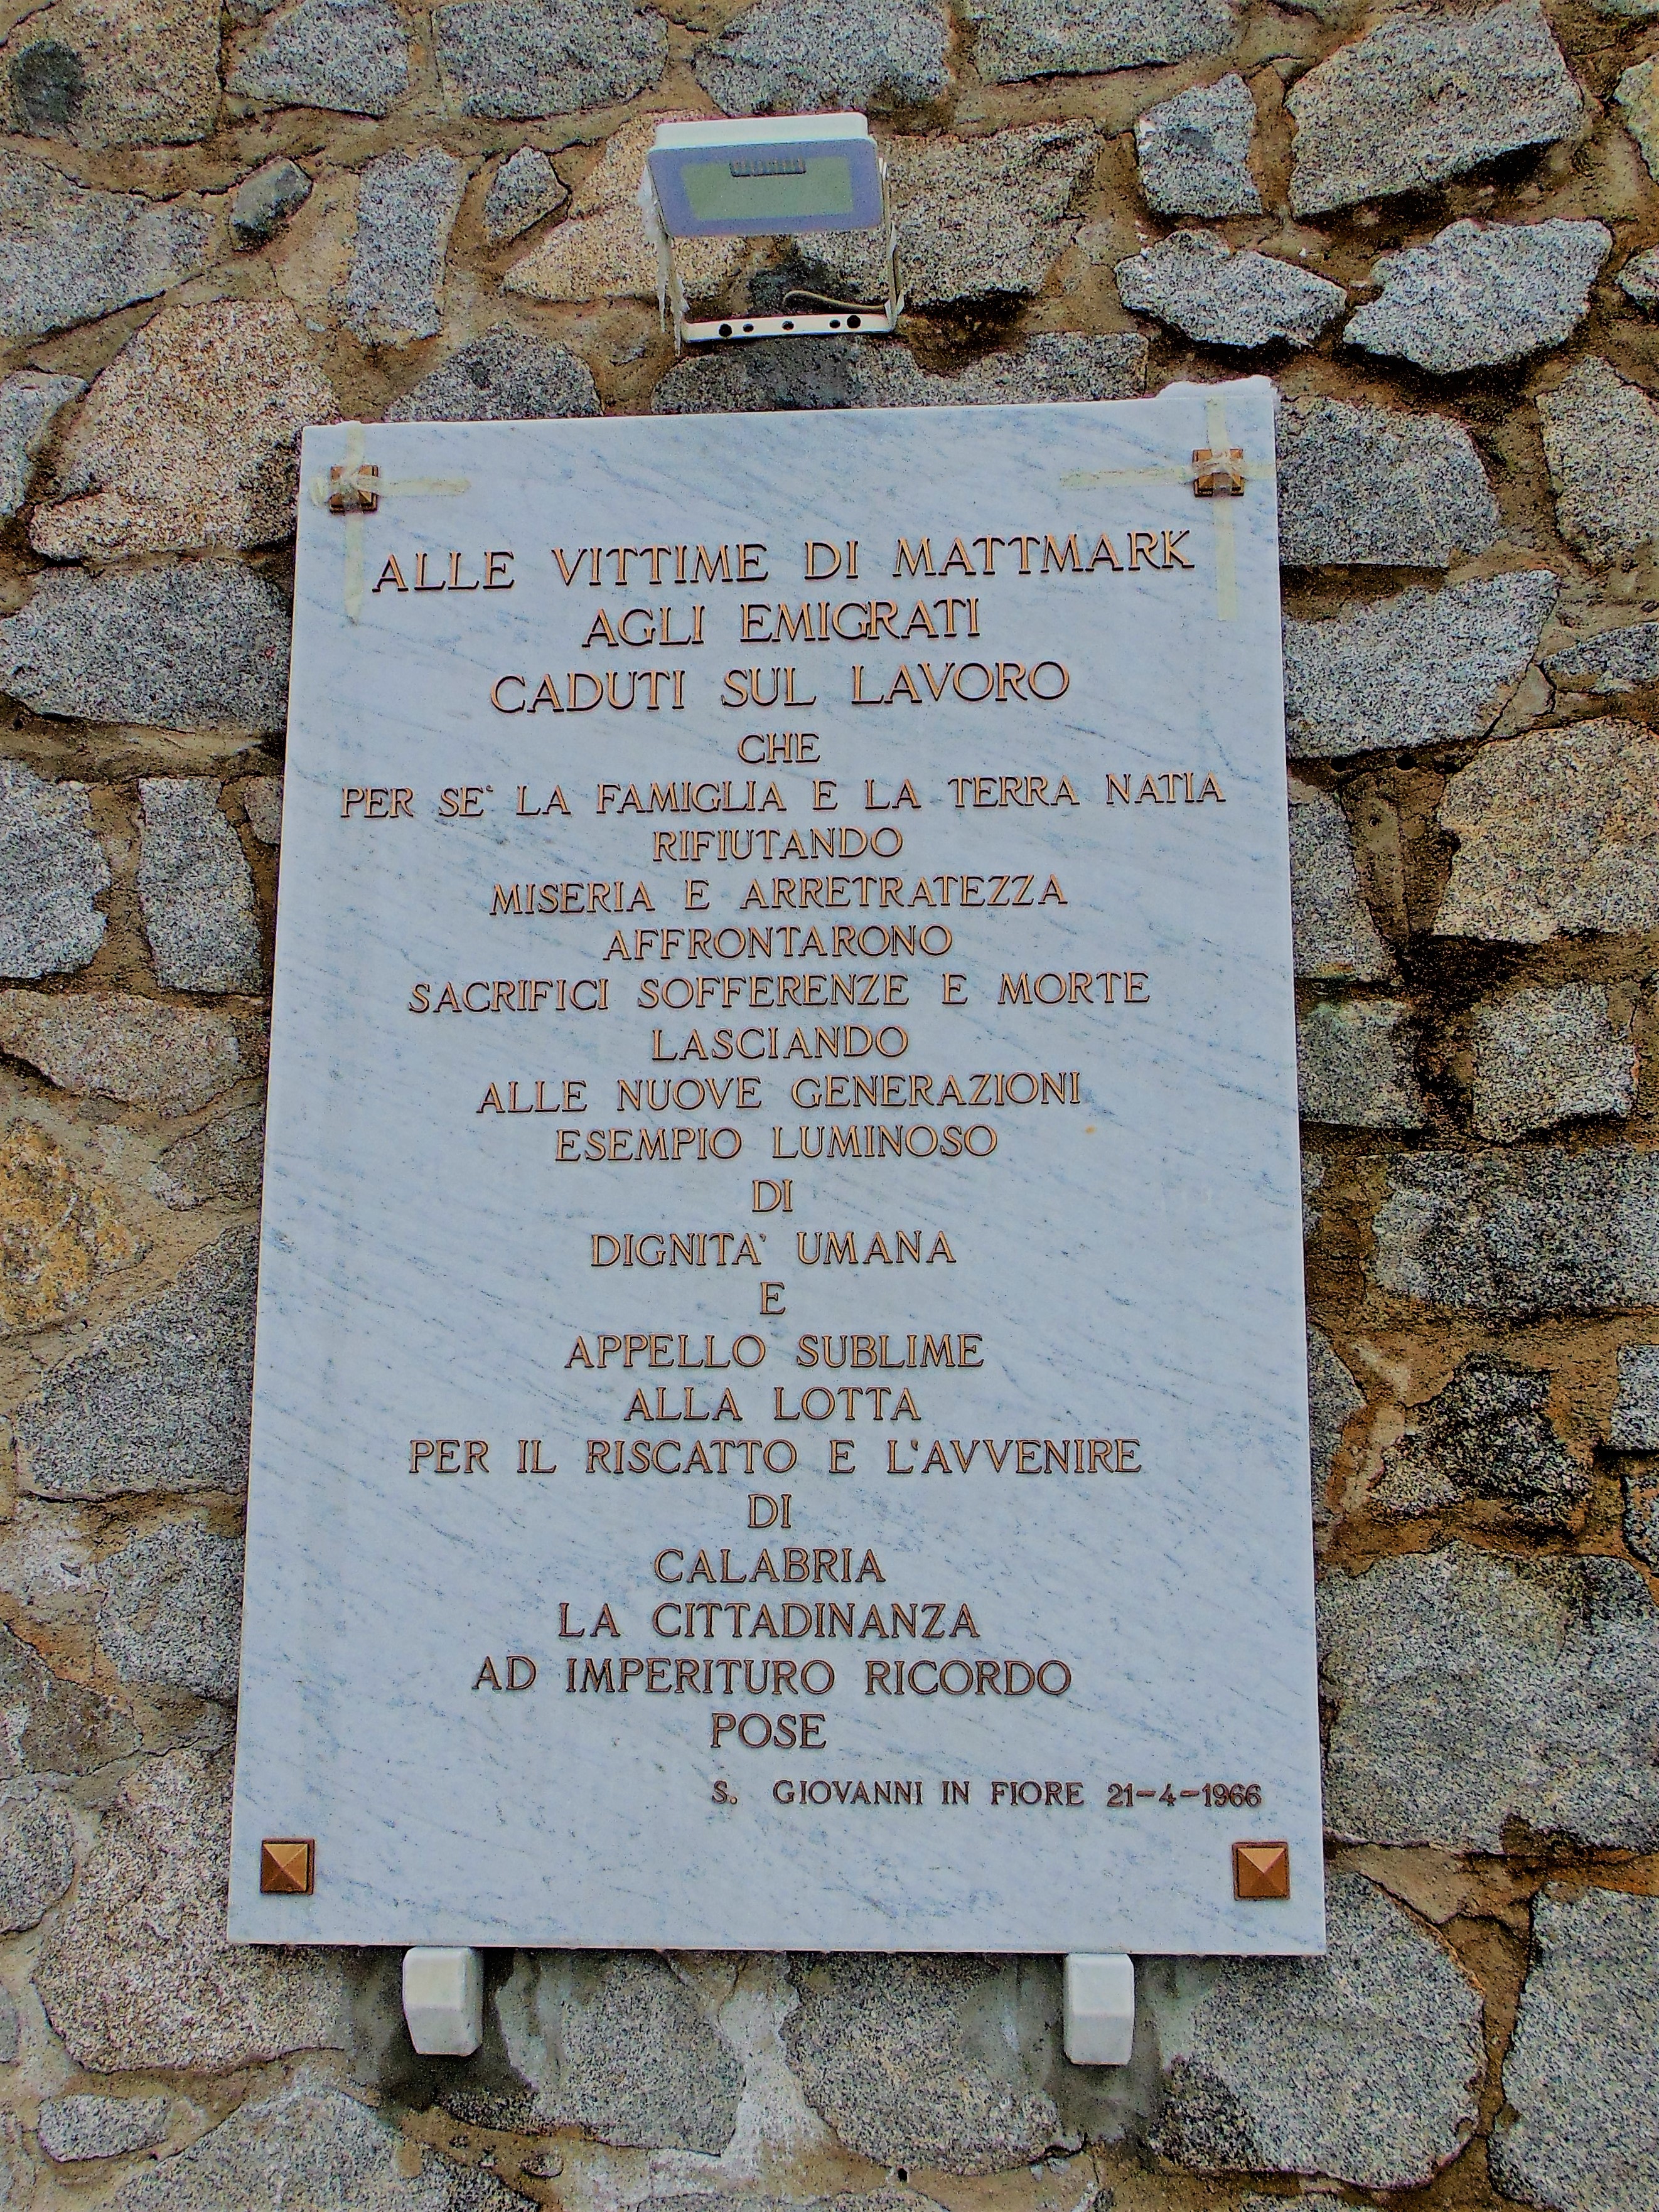 ALLE VITTIME DI MATTMARK
AGLI EMIGRATI
CADUTI SUL LAVORO
CHE
PER SE' LA FAMIGLIA E LA TERRA NATIA
RIFIUTANDO
MISERIA E ARRETRATEZZA
AFFRONTARONO
SACRIFICI SOFFERENZE E MORTE
LASCIANDO
ALLE NUOVE GENERAZIONI
ESEMPIO LUMINOSO
DI
DIGNITA' UMANA
E
APPELLO SUBLIME
ALLA LOTTA
PER IL RISCATTO E L'AVVENIRE
DI
CALABRIA
LA CITTADINANZA
AD IMPERITURO RICORDO
POSE
S. GIOVANNI IN FIORE 21-4-1966